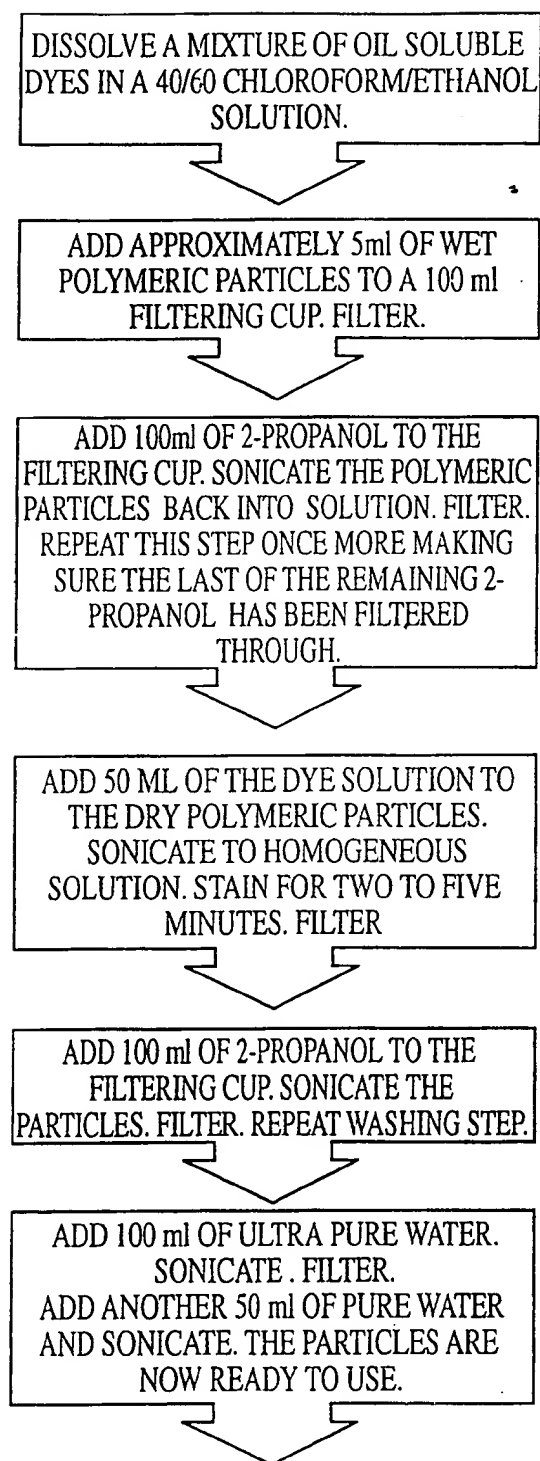 DISSOLVE A MIXTURE OF OIL SOLUBLE
DYES IN A 40/60 CHLOROFORM/ETHANOL
SOLUTION.
ADD APPROXIMATELY 5ml OF WET
POLYMERIC PARTICLES TO A 100 ml
FILTERING CUP. FILTER.
ADD 100ml OF 2-PROPANOL TO THE
FILTERING CUP. SONICATE THE POLYMERIC
PARTICLES BACK INTO SOLUTION. FILTER.
REPEAT THIS STEP ONCE MORE MAKING
SURE THE LAST OF THE REMAINING 2-
PROPANOL HAS BEEN FILTERED
THROUGH.
ADD 50 ML OF THE DYE SOLUTION TO
THE DRY POLYMERIC PARTICLES.
SONICATE TO HOMOGENEOUS
SOLUTION. STAIN FOR TWO TO FIVE
MINUTES. FILTER
ADD 100 ml OF 2-PROPANOL TO THE
FILTERING CUP. SONICATE THE
PARTICLES. FILTER. REPEAT WASHING STEP.
ADD 100 ml OF ULTRA PURE WATER.
SONICATE . FILTER.
ADD ANOTHER 50 ml OF PURE WATER
AND SONICATE. THE PARTICLES ARE
NOW READY TO USE.